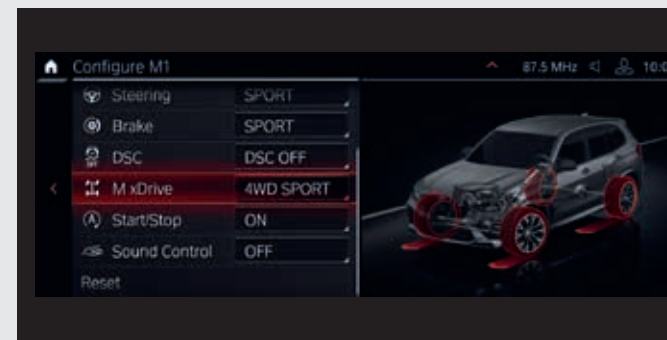 Configure M1
87.5 MHz
Steering SPORT
Brake SPORT
DSC DSC OFF
M xDrive 4WD SPORT
(A) Start/Stop ON
Sound Control OFF
Reset